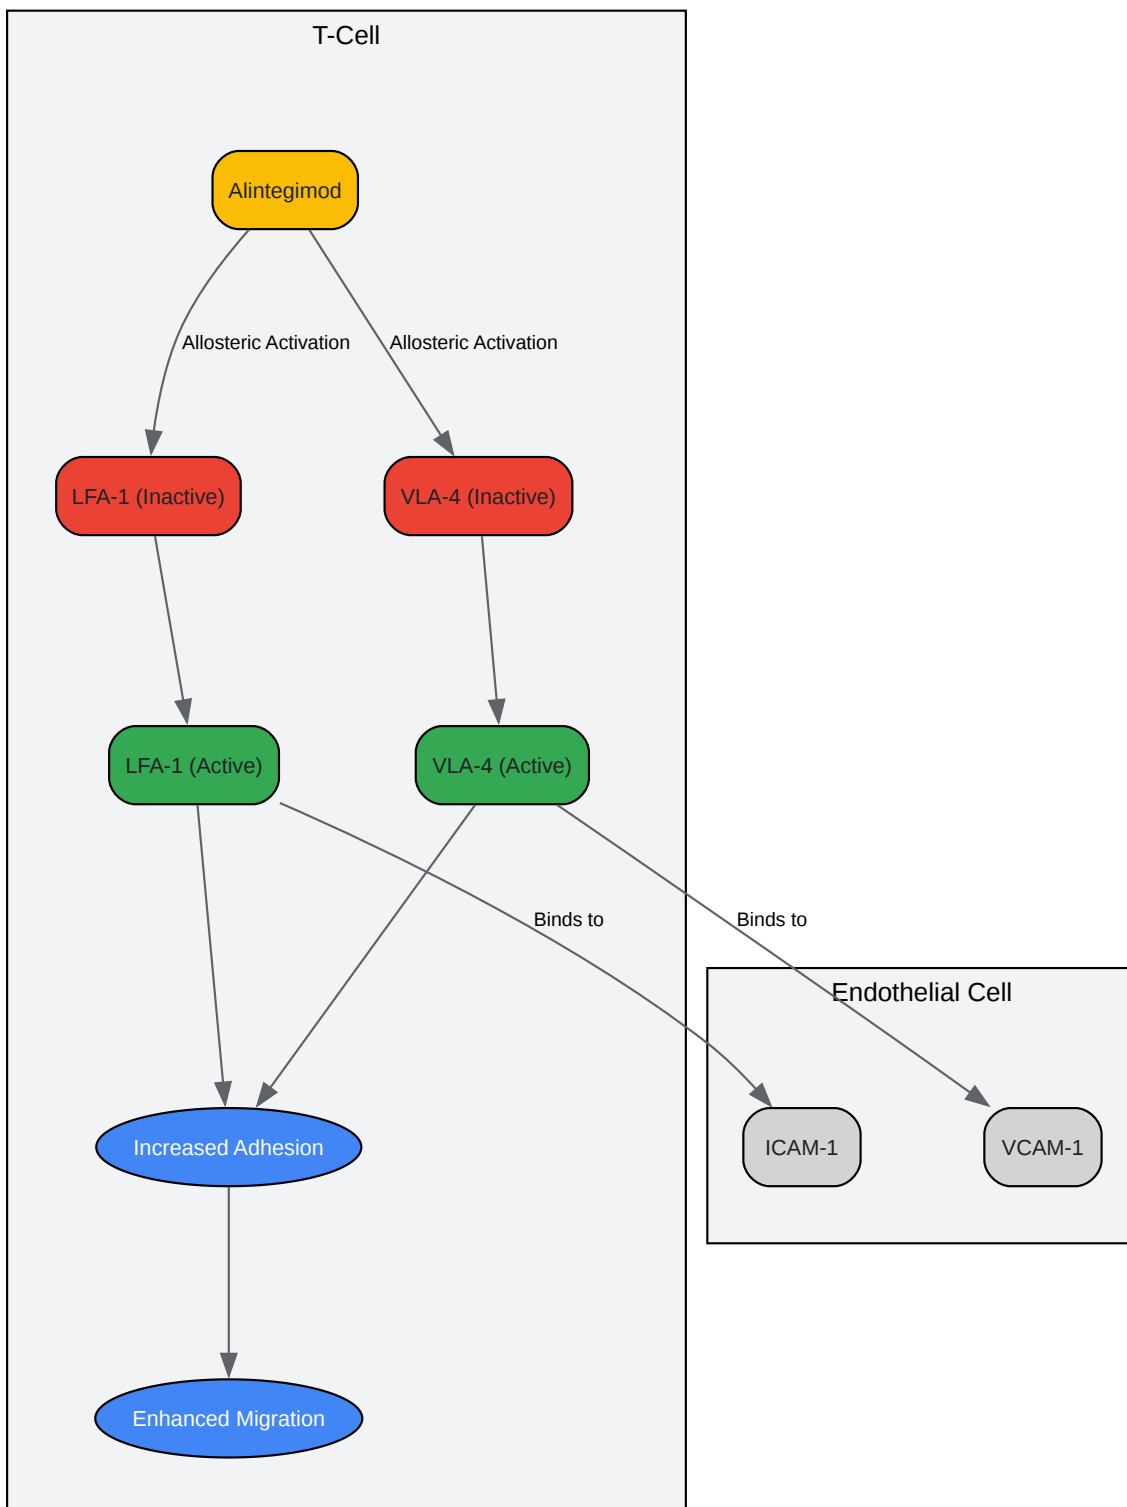 T-Cell
Alintegimod
Allosteric Activation
Allosteric Activation
LFA-1 (Inactive)
VLA-4 (Inactive)
LFA-1 (Active)
VLA-4 (Active)
Binds to
Binds to
Endothelial Cell
Increased Adhesion
ICAM-1
VCAM-1
Enhanced Migration